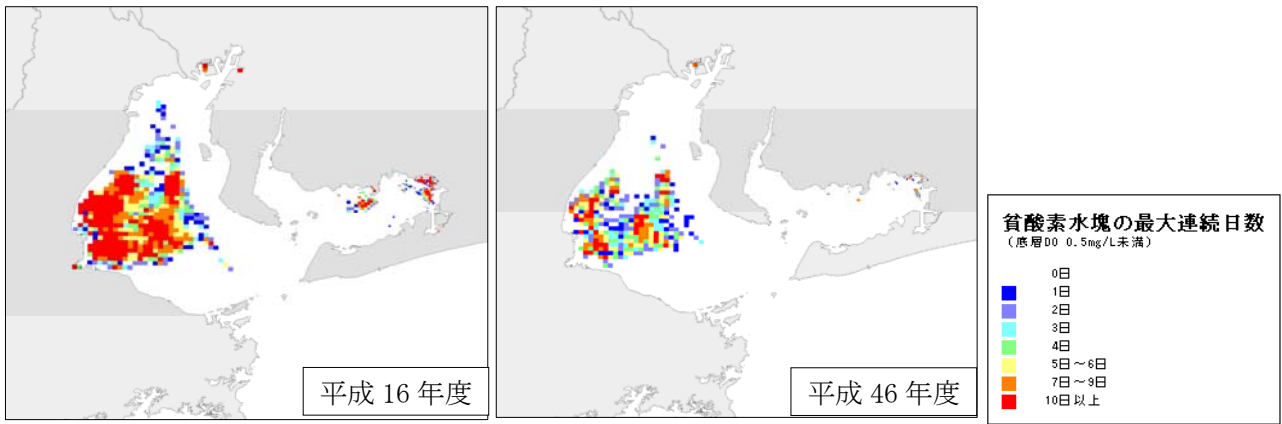 平成 16 年度
平成 46 年度
貧酸素水塊の最大連続日数
(底層DO 0.5mg/L未満)
0日
1日
2日
3日
4日
5日～6日
7日～9日
10日以上